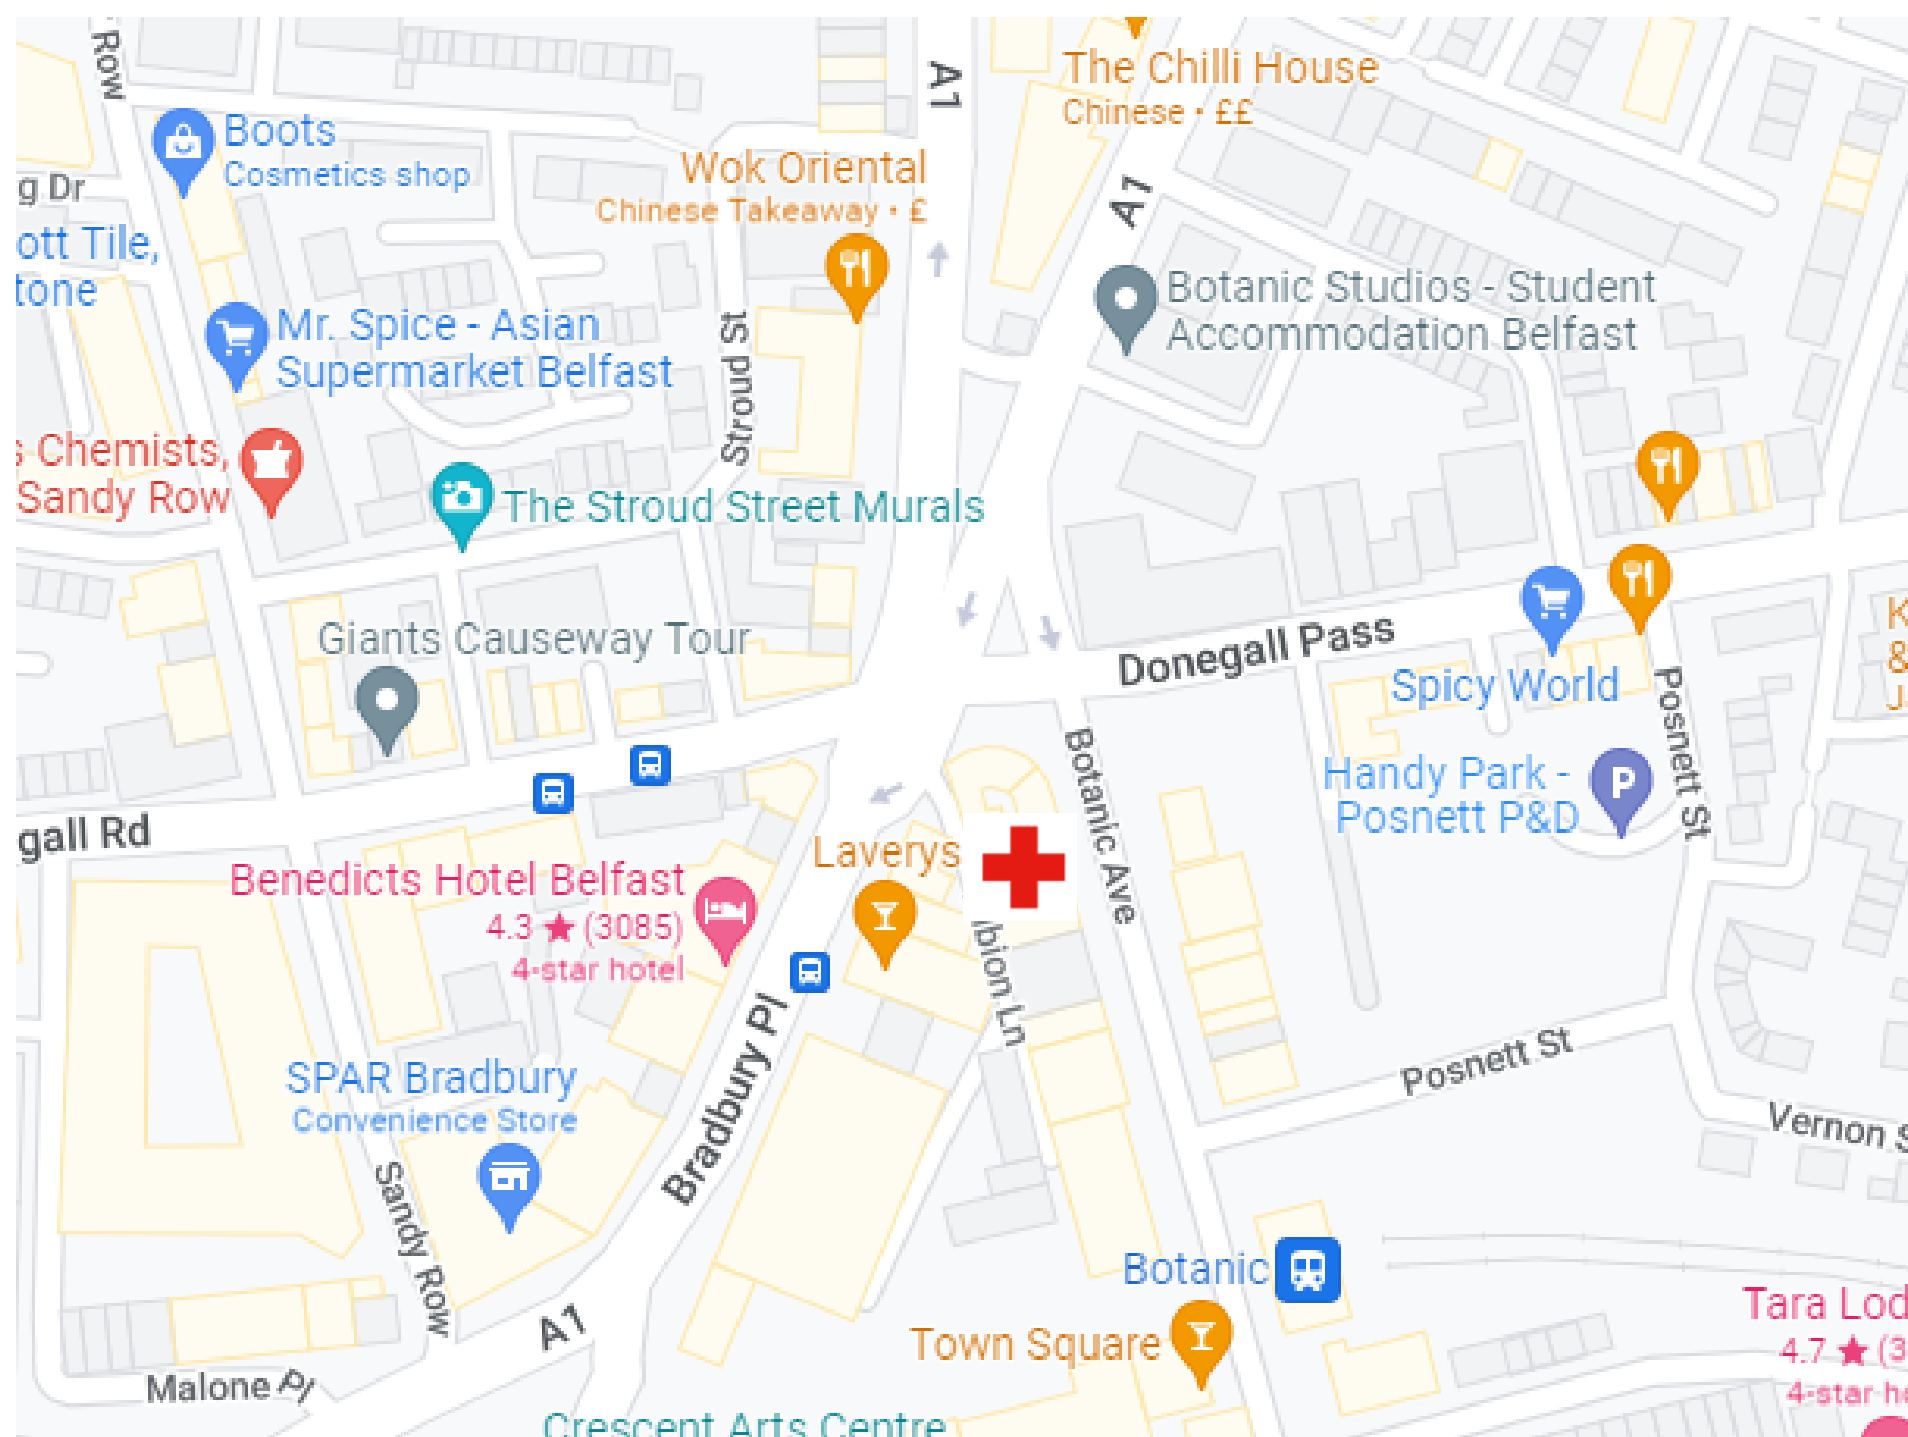 Row
A1
The Chilli House
Chinese • ££
Boots
Cosmetics shop
Wok Oriental
Chinese Takeaway • £
g Dr
A1
ott Tile,
tone
Botanic Studios - Student
Accommodation Belfast
Mr. Spice - Asian
Supermarket Belfast
Stroud St
s Chemists,
Sandy Row
The Stroud Street Murals
Giants Causeway Tour
Donegall Pass
K
&
J
Spicy World
Posnett St
Botanic Ave
Handy Park -
Posnett P&D
P
gall Rd
Laverys
Benedicts Hotel Belfast
4.3 ★ (3085)
4-star hotel
lbion Ln
Bradbury Pl
SPAR Bradbury
Convenience Store
Posnett St
Vernon S
Sandy Row
Botanic
A1
Town Square
Tara Lod
4.7 ★ (3
4-star ho
Malone Pl
Crescent Arts Centre